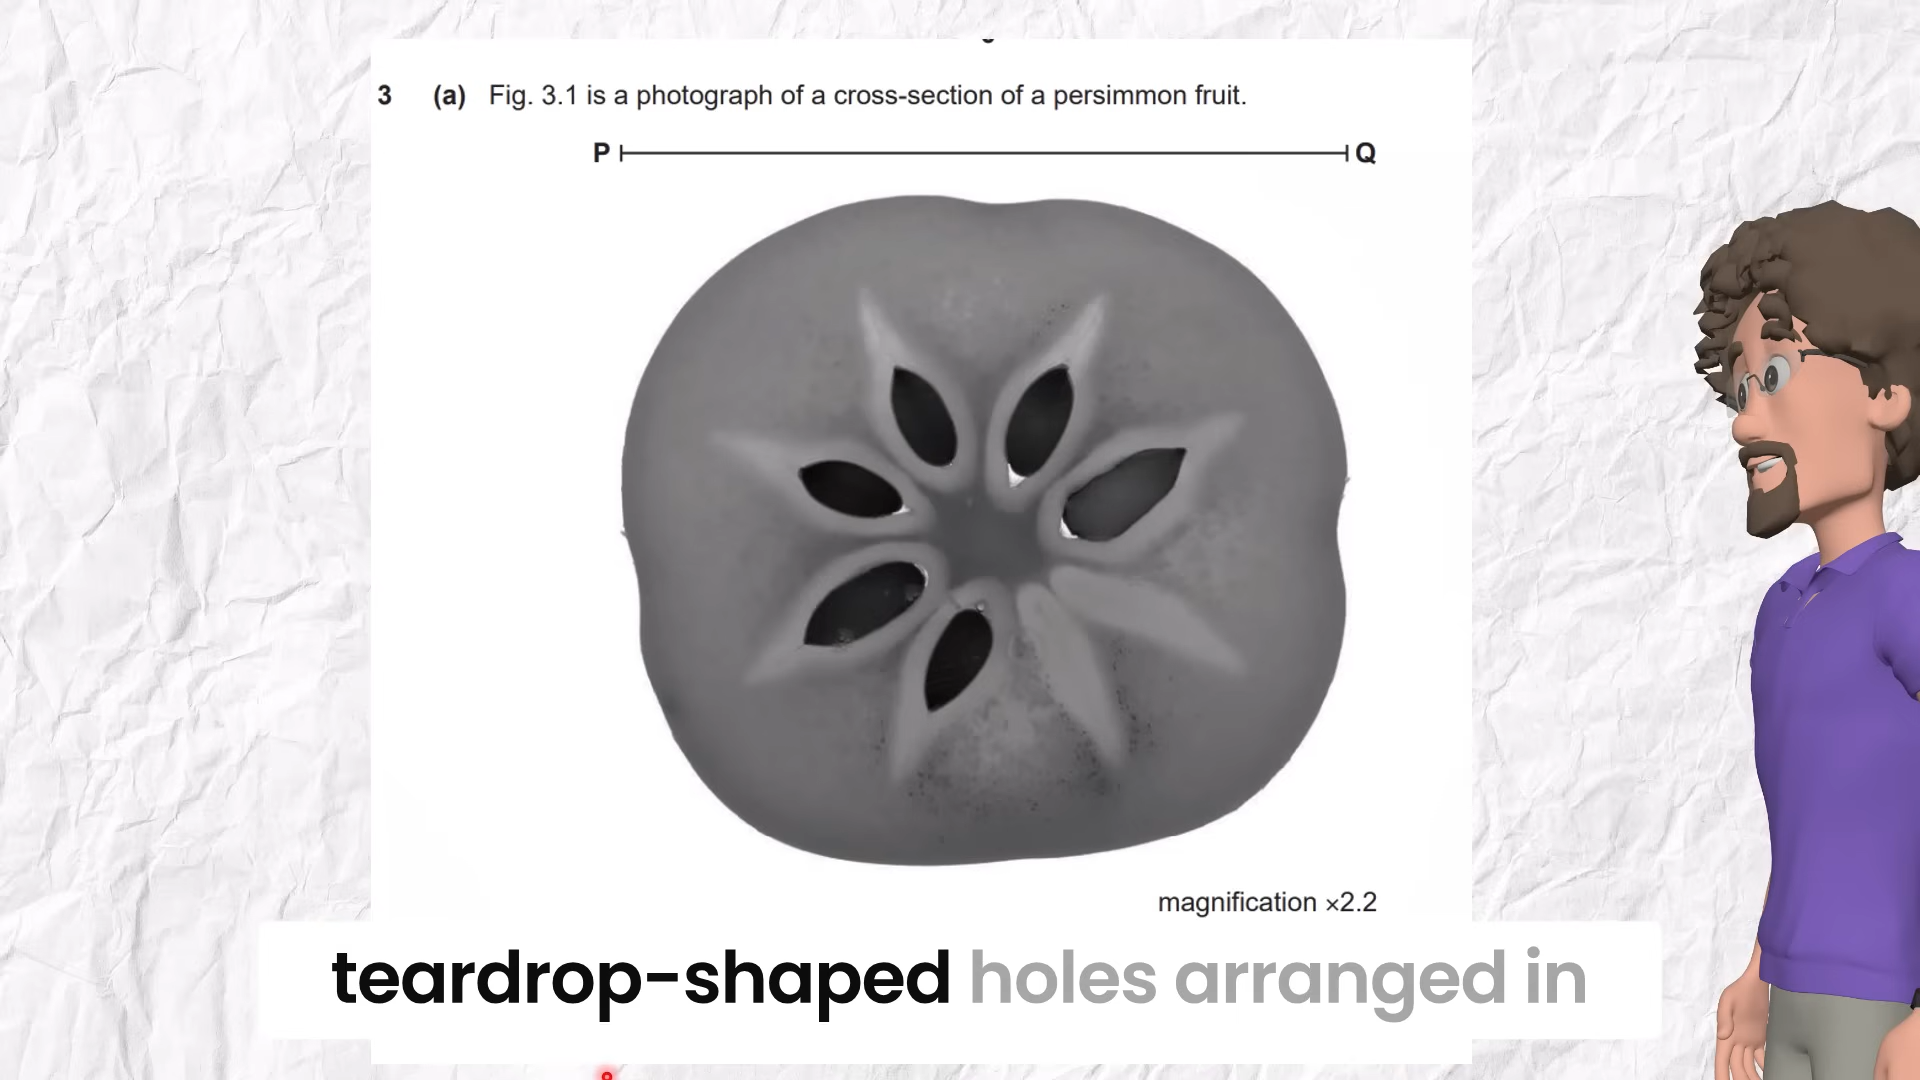 3 (a) Fig. 3.1 is a photograph of a cross-section of a persimmon fruit.
P Q
magnification ×2.2
teardrop-shaped holes arranged in